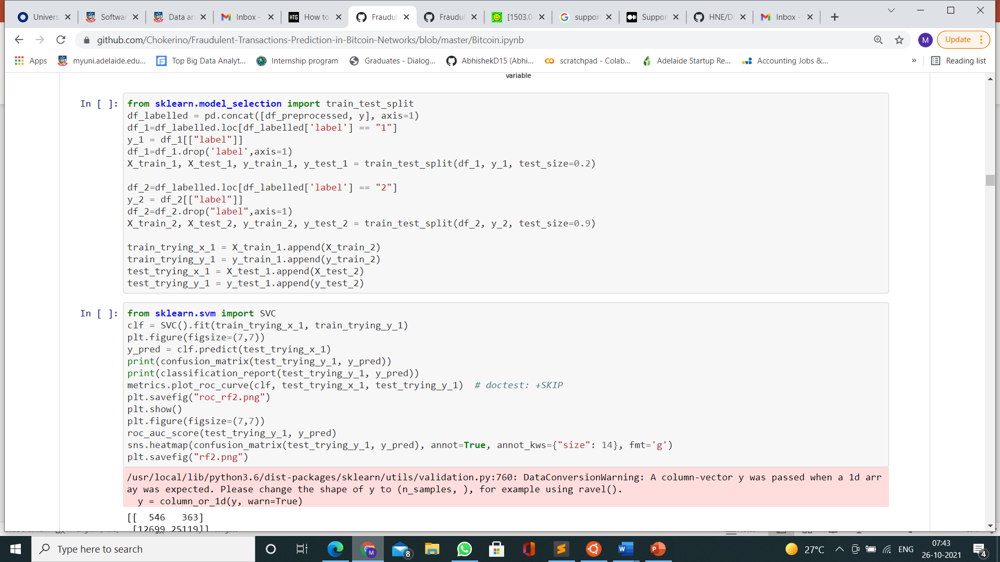 Univers
Softwar
Data an
Inbox -
How to
Fraudul
Fraudul
[1503.0
suppor
Suppor
HNE/D
Inbox -
github.com/Chokerino/Fraudulent-Transactions-Prediction-in-Bitcoin-Networks/blob/master/Bitcoin.ipynb
M
Update
Apps
myuni.adelaide.edu...
Top Big Data Analyt...
Internship program
Graduates - Dialog...
AbhishekD15 (Abhi...
scratchpad - Colab...
Adelaide Startup Re...
Accounting Jobs &...
»
Reading list
variable
In [ ]:
from sklearn.model_selection import train_test_split
df_labelled = pd.concat([df_preprocessed, y], axis=1)
df_1=df_labelled.loc[df_labelled['label'] == "1"]
y_1 = df_1[["label"]]
df_1=df_1.drop('label',axis=1)
X_train_1, X_test_1, y_train_1, y_test_1 = train_test_split(df_1, y_1, test_size=0.2)
df_2=df_labelled.loc[df_labelled['label'] == "2"]
y_2 = df_2[["label"]]
df_2=df_2.drop("label",axis=1)
X_train_2, X_test_2, y_train_2, y_test_2 = train_test_split(df_2, y_2, test_size=0.9)
train_trying_x_1 = X_train_1.append(X_train_2)
train_trying_y_1 = y_train_1.append(y_train_2)
test_trying_x_1 = X_test_1.append(X_test_2)
test_trying_y_1 = y_test_1.append(y_test_2)
In [ ]:
from sklearn.svm import SVC
clf = SVC().fit(train_trying_x_1, train_trying_y_1)
plt.figure(figsize=(7,7))
y_pred = clf.predict(test_trying_x_1)
print(confusion_matrix(test_trying_y_1, y_pred))
print(classification_report(test_trying_y_1, y_pred))
metrics.plot_roc_curve(clf, test_trying_x_1, test_trying_y_1)  # doctest: +SKIP
plt.savefig("roc_rf2.png")
plt.show()
plt.figure(figsize=(7,7))
roc_auc_score(test_trying_y_1, y_pred)
sns.heatmap(confusion_matrix(test_trying_y_1, y_pred), annot=True, annot_kws={"size": 14}, fmt='g')
plt.savefig("rf2.png")
/usr/local/lib/python3.6/dist-packages/sklearn/utils/validation.py:760: DataConversionWarning: A column-vector y was passed when a 1d arr
ay was expected. Please change the shape of y to (n_samples, ), for example using ravel().
y = column_or_1d(y, warn=True)
[[  546   363]
[12699 25119]]
Type here to search
8
27°C
ENG
07:43
26-10-2021
4